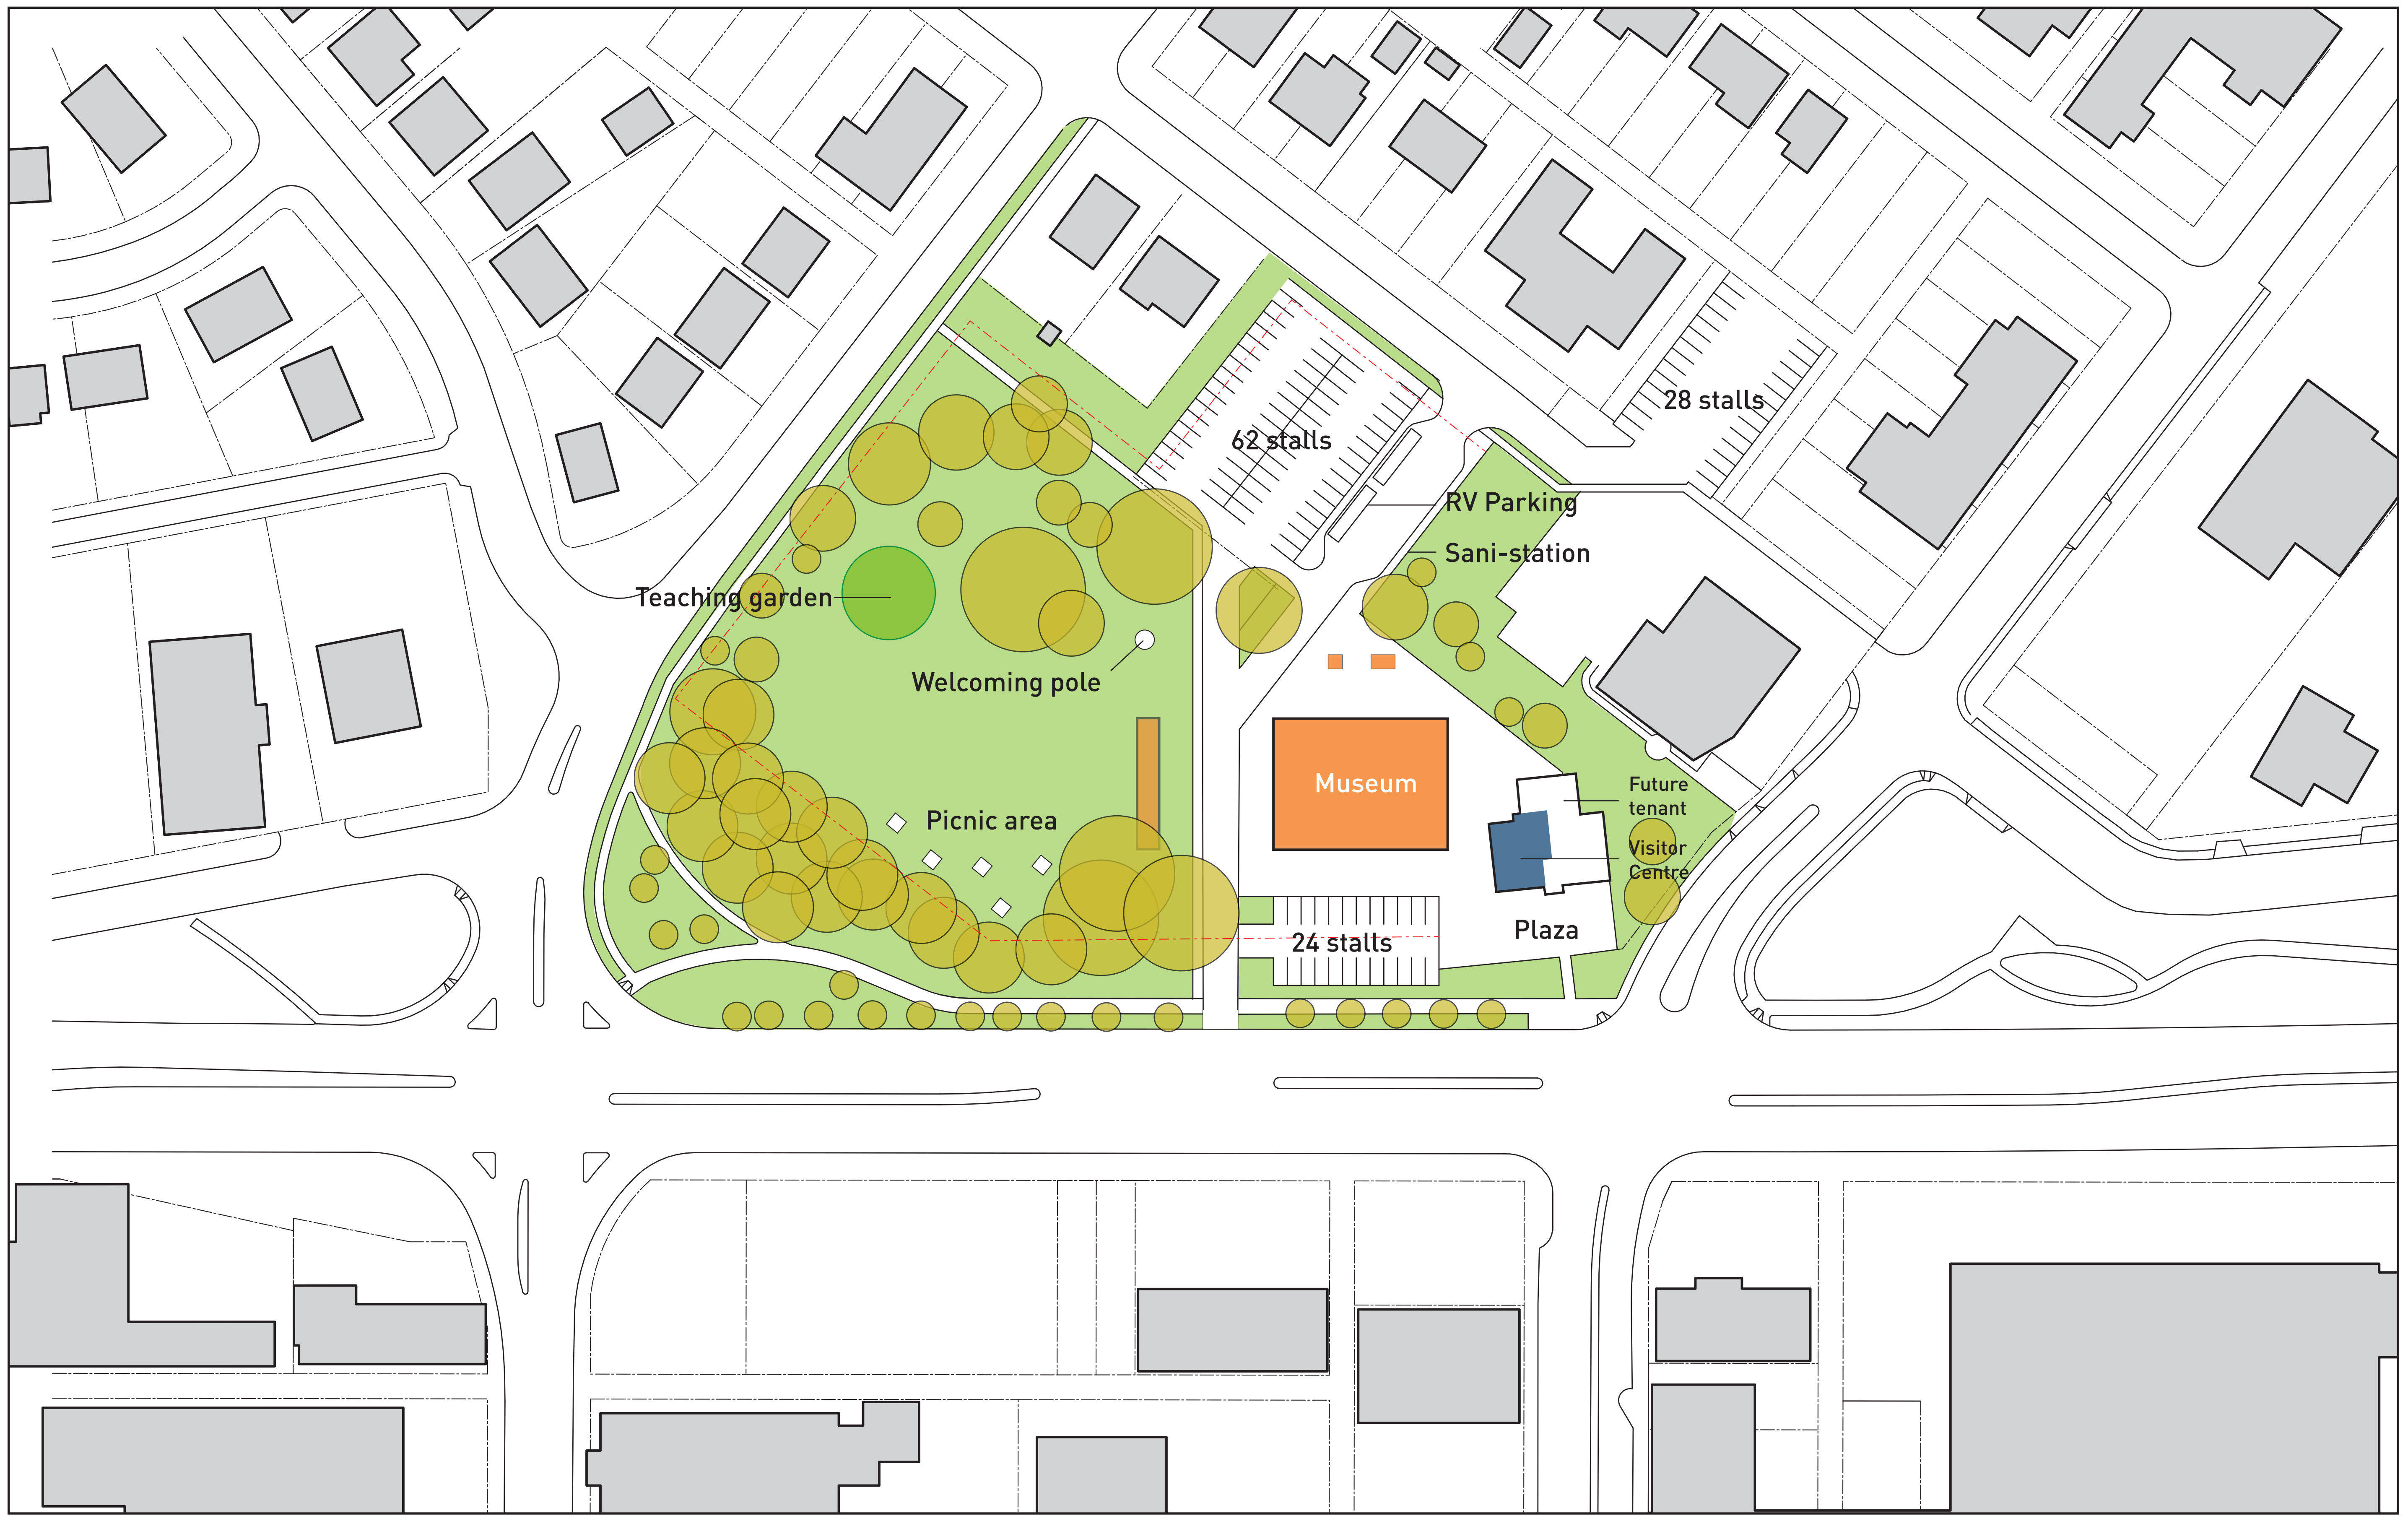 28 stalls
62 stalls
RV Parking
Sani-station
Teaching garden
Welcoming pole
Museum
Future
tenant
Picnic area
Visitor
Centre
Plaza
24 stalls